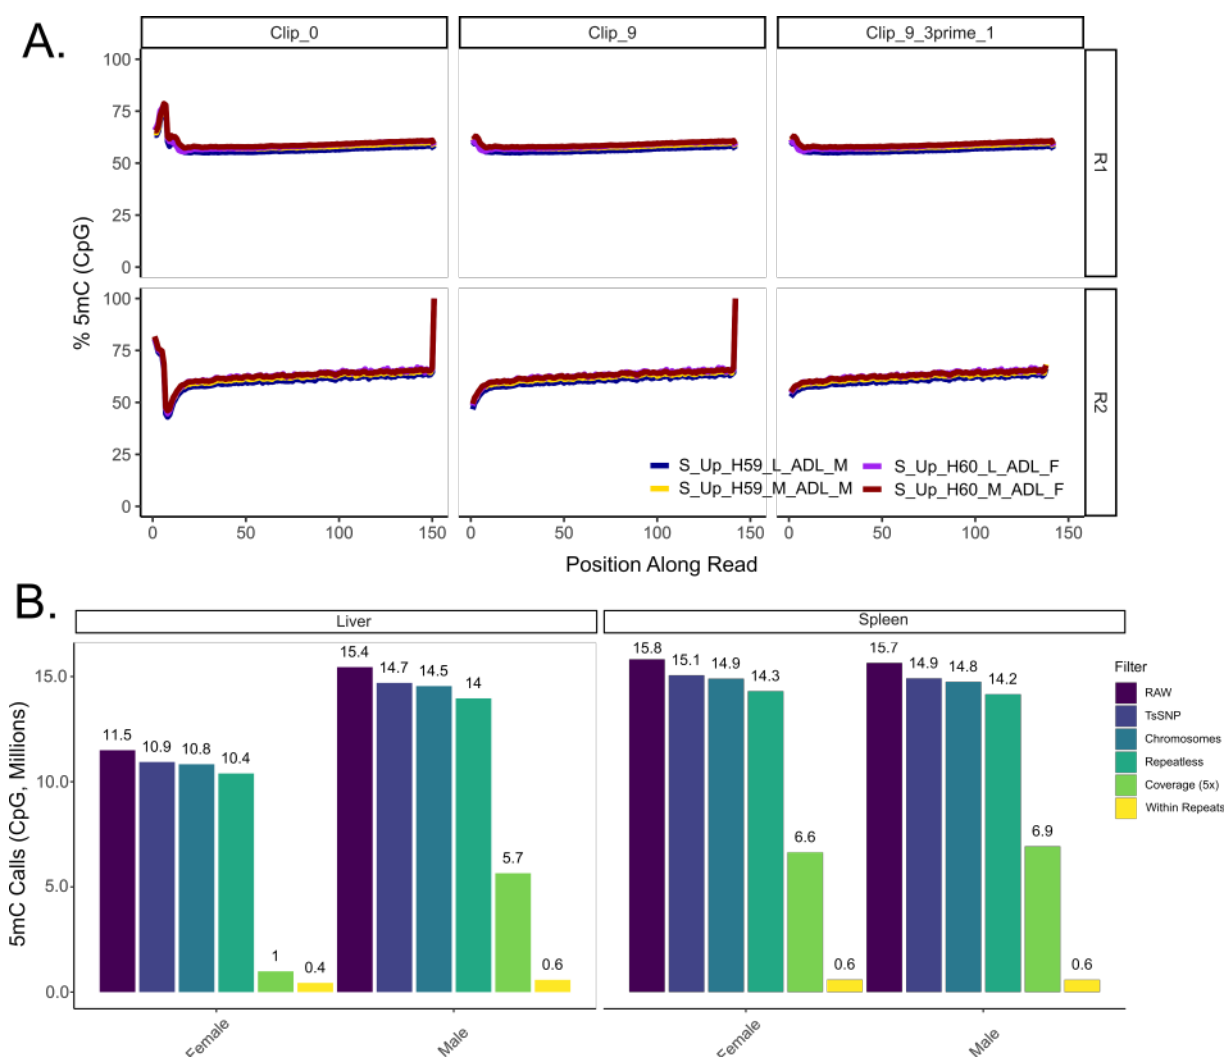 A.
Clip_0 Clip_9 Clip_9_3prime_1
100
75
50
25
0
R1
% 5mC (CpG)
100
75
50
25
0
R2
S_Up_H59_L_ADL_M S_Up_H60_L_ADL_F
S_Up_H59_M_ADL_M S_Up_H60_M_ADL_F
0 50 100 150 0 50 100 150 0 50 100 150
Position Along Read
B.
Liver Spleen
5mC Calls (CpG, Millions)
15.0
10.0
5.0
0.0
11.5 10.9 10.8 10.4 1 0.4
15.4 14.7 14.5 14 5.7 0.6
15.8 15.1 14.9 14.3 6.6 0.6
15.7 14.9 14.8 14.2 6.9 0.6
Filter
RAW
TsSNP
Chromosomes
Repeatless
Coverage (5x)
Within Repeats
Female Male Female Male